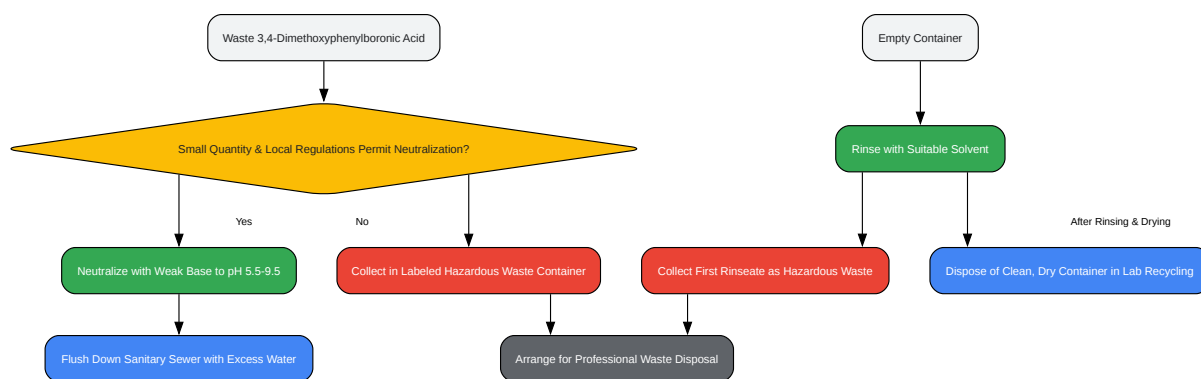 Waste 3,4-Dimethoxyphenylboronic Acid
Empty Container
Small Quantity & Local Regulations Permit Neutralization?
Rinse with Suitable Solvent
Yes
No
After Rinsing & Drying
Neutralize with Weak Base to pH 5.5-9.5
Collect in Labeled Hazardous Waste Container
Collect First Rinseate as Hazardous Waste
Dispose of Clean, Dry Container in Lab Recycling
Flush Down Sanitary Sewer with Excess Water
Arrange for Professional Waste Disposal